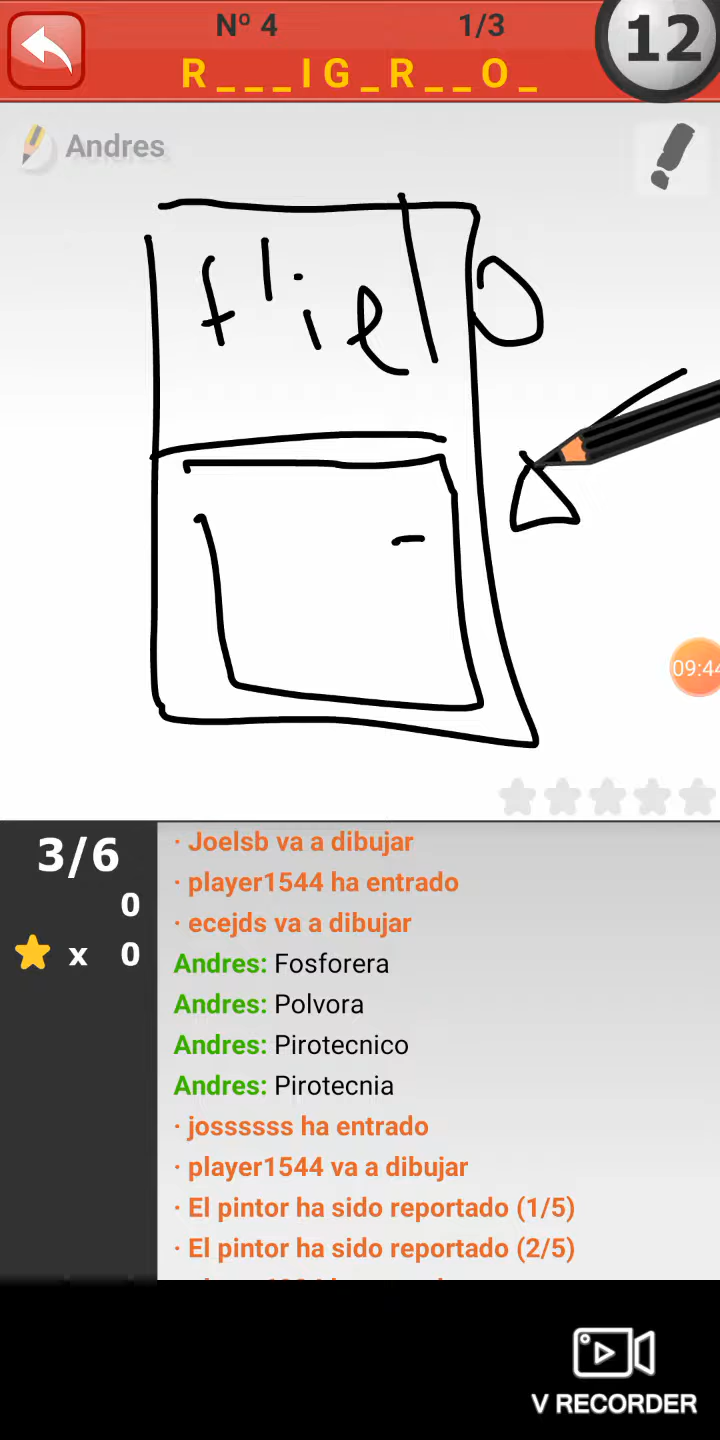 Nº 4 1/3 12
R _ _ _ I G _ R _ _ O _
Andres
f'ielo
09:44
3/6
0
x 0
· Joelsb va a dibujar
· player1544 ha entrado
· ecejds va a dibujar
Andres: Fosforera
Andres: Polvora
Andres: Pirotecnico
Andres: Pirotecnia
· jossssss ha entrado
· player1544 va a dibujar
· El pintor ha sido reportado (1/5)
· El pintor ha sido reportado (2/5)
V RECORDER